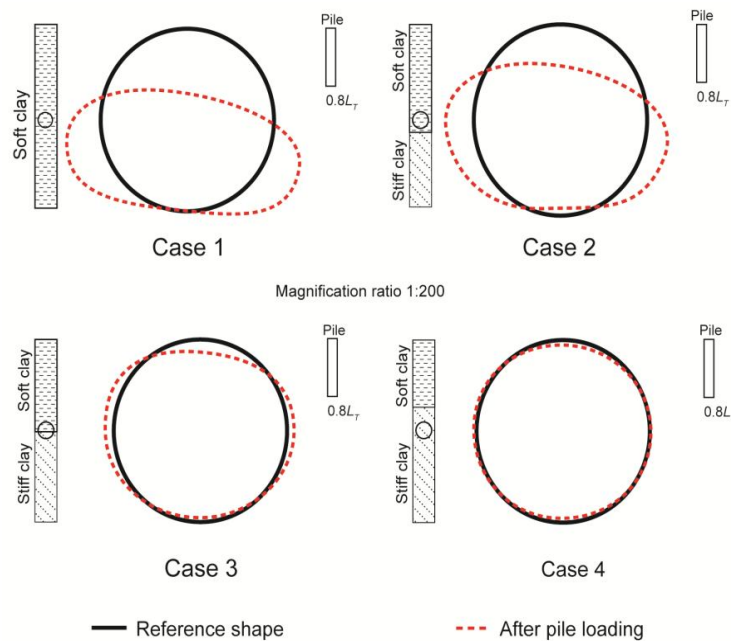 Pile
Soft clay
0.8L_T
Case 1
Pile
Soft clay
Stiff clay
0.8L_T
Case 2
Magnification ratio 1:200
Pile
Soft clay
Stiff clay
0.8L_T
Case 3
Pile
Soft clay
Stiff clay
0.8L
Case 4
Reference shape
After pile loading